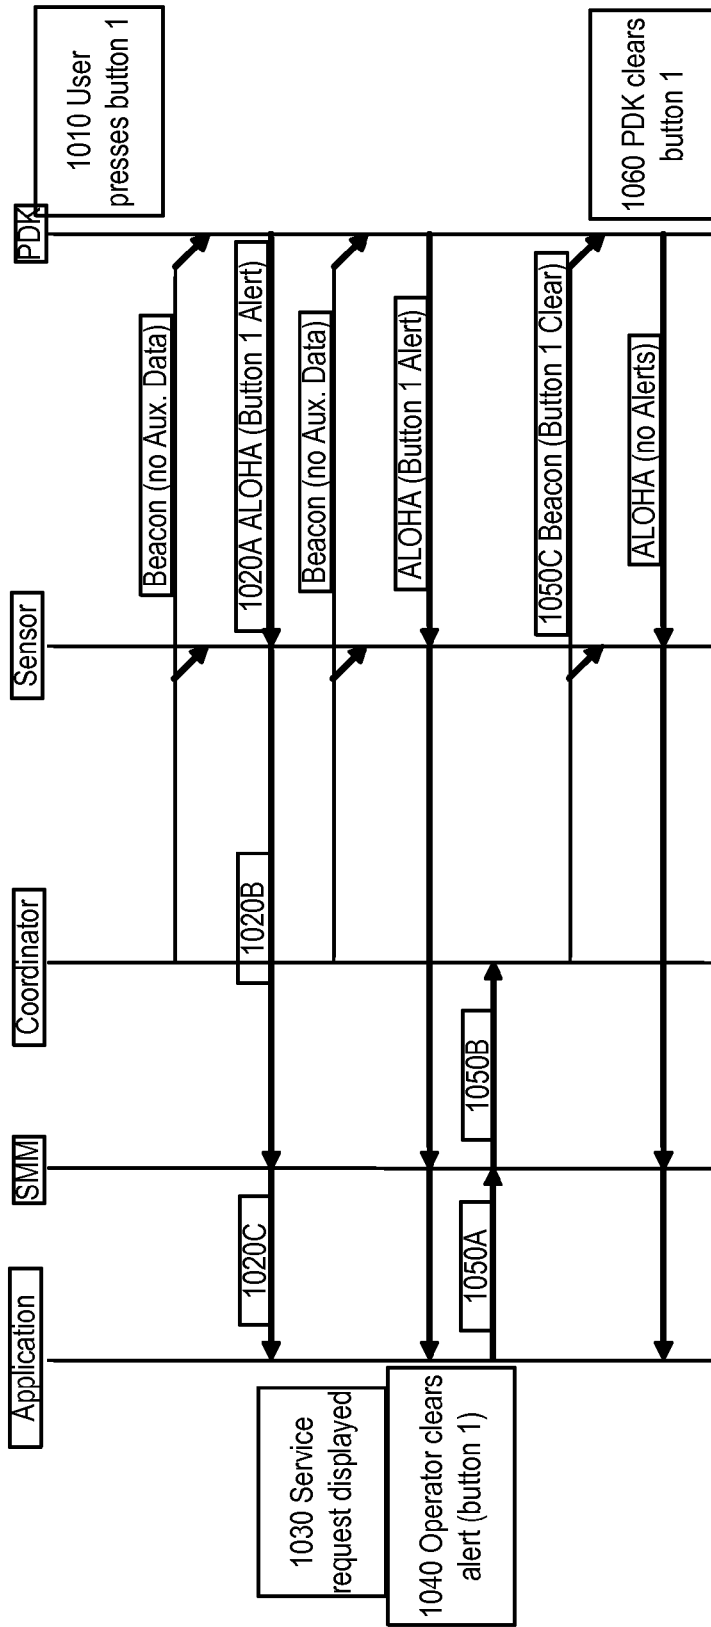 Application
SMM
Coordinator
Sensor
PDK
1010 User
presses button 1
Beacon (no Aux. Data)
1020A ALOHA (Button 1 Alert)
1020B
1020C
1030 Service
request displayed
Beacon (no Aux. Data)
ALOHA (Button 1 Alert)
1040 Operator clears
alert (button 1)
1050A
1050B
1050C Beacon (Button 1 Clear)
1060 PDK clears
button 1
ALOHA (no Alerts)